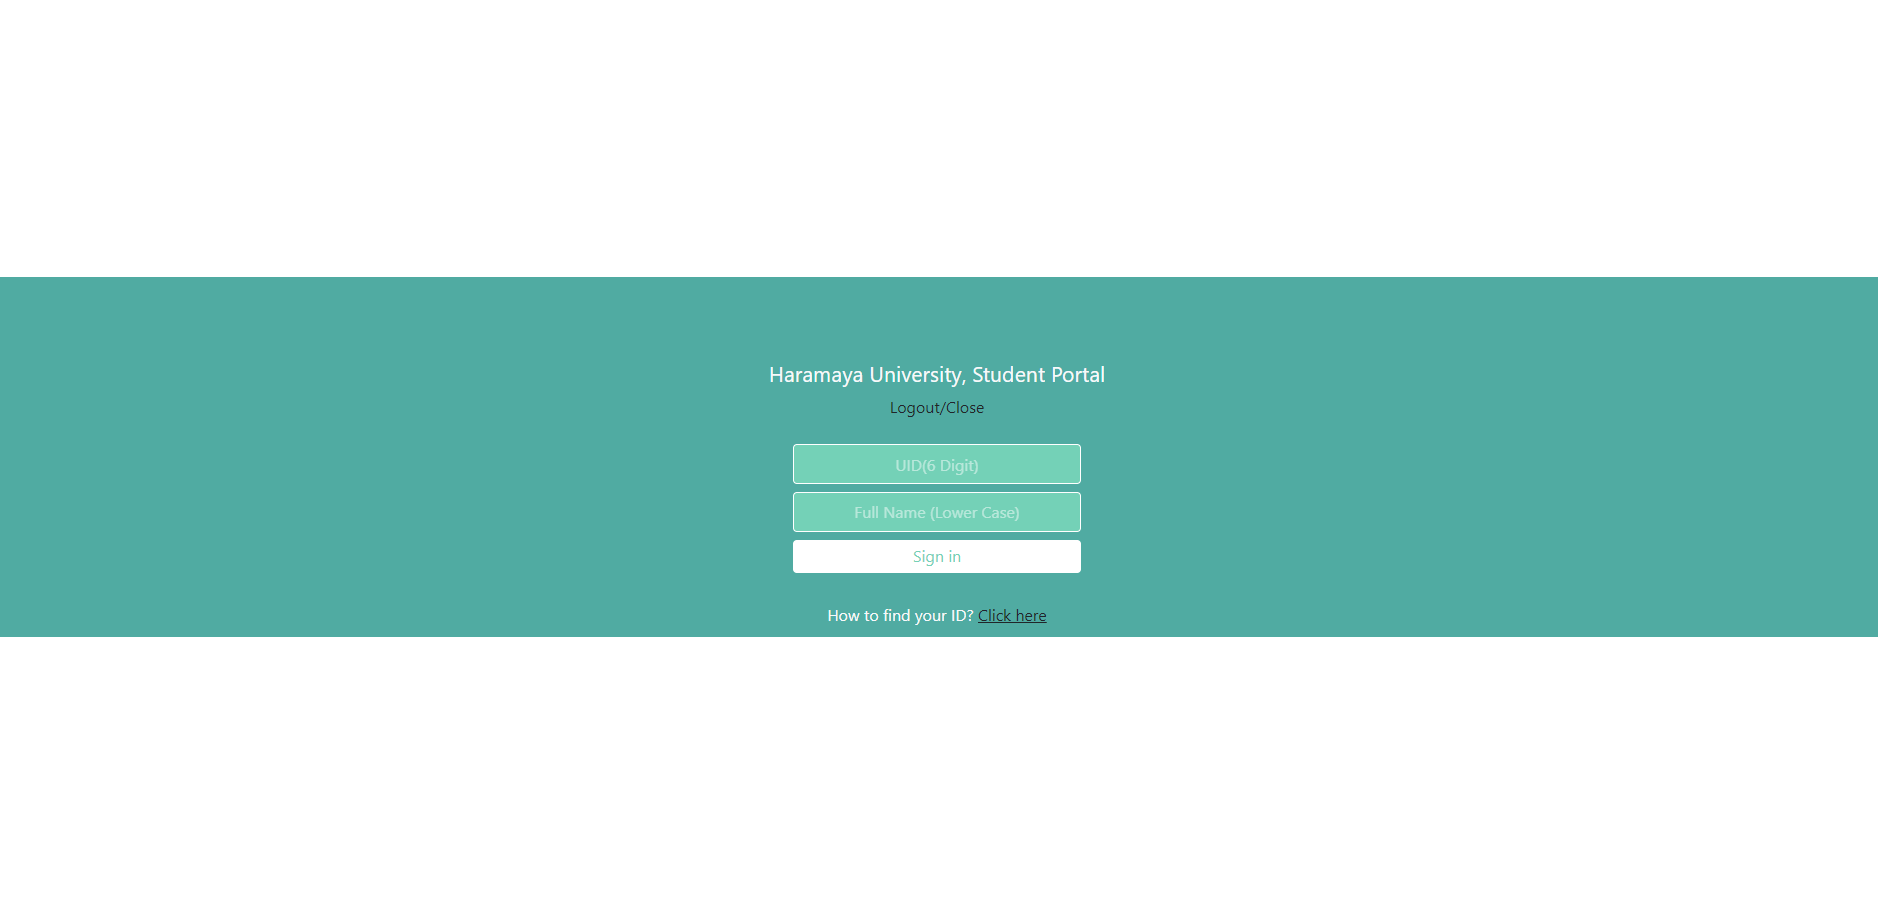 Haramaya University, Student Portal
Logout/Close
UID(6 Digit)
Full Name (Lower Case)
Sign in
How to find your ID? Click here